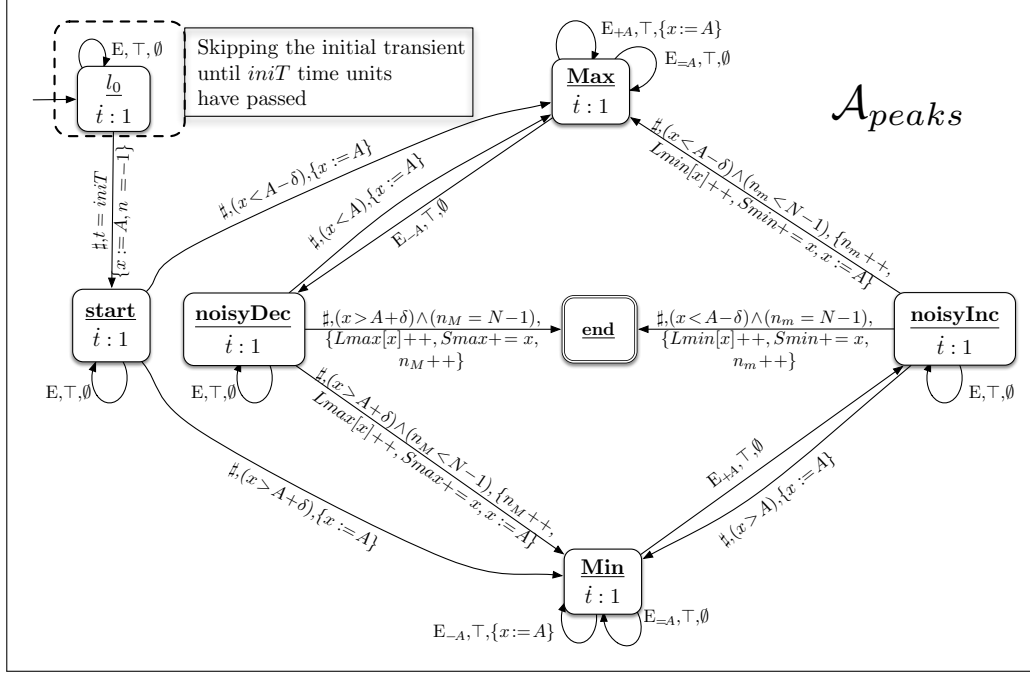 E, ⊤, ∅
l₀
ṫ : 1
Skipping the initial transient
until iniT time units
have passed
E₊A,⊤,{x :=A}
E₌A,⊤,∅
Max
ṫ : 1
𝒜peaks
♯,t = iniT
{x :=A, n =−1}
♯,(x<A−δ),{x :=A}
♯,(x<A),{x :=A}
E₋A,⊤,∅
♯,(x<A−δ)∧(nm<N−1), {nm++,
Lmin[x]++, Smin+= x, x :=A}
start
ṫ : 1
E,⊤,∅
noisyDec
ṫ : 1
E,⊤,∅
♯,(x>A+δ)∧(nM = N−1),
{Lmax[x]++, Smax+= x,
nM++}
end
♯,(x<A−δ)∧(nm = N−1),
{Lmin[x]++, Smin+= x,
nm++}
noisyInc
ṫ : 1
E,⊤,∅
♯,(x>A+δ)∧(nM<N−1), {nM++,
Lmax[x]++, Smax+= x, x :=A}
♯,(x>A+δ),{x :=A}
E₊A,⊤,∅
♯,(x>A),{x :=A}
Min
ṫ : 1
E₋A,⊤,{x:=A}
E₌A,⊤,∅